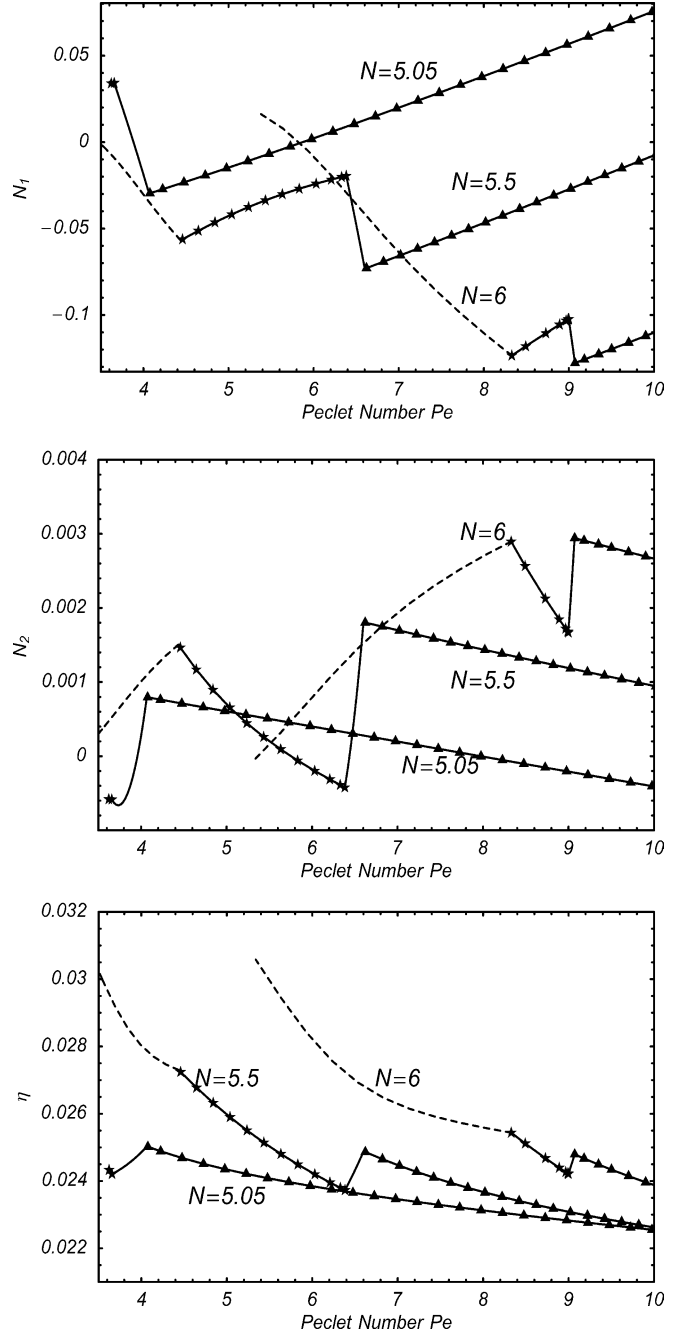 0.05
N=5.05
0
N₁
N=5.5
−0.05
N=6
−0.1
4 5 6 7 8 9 10
Peclet Number Pe
0.004
0.003
N=6
0.002
N₂
0.001
N=5.5
0
N=5.05
4 5 6 7 8 9 10
Peclet Number Pe
0.032
0.03
0.028
N=5.5 N=6
η
0.026
0.024
N=5.05
0.022
4 5 6 7 8 9 10
Peclet Number Pe